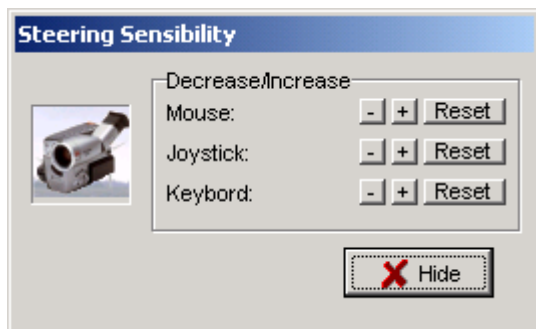 Steering Sensibility
Decrease/Increase
Mouse: - + Reset
Joystick: - + Reset
Keybord: - + Reset
Hide